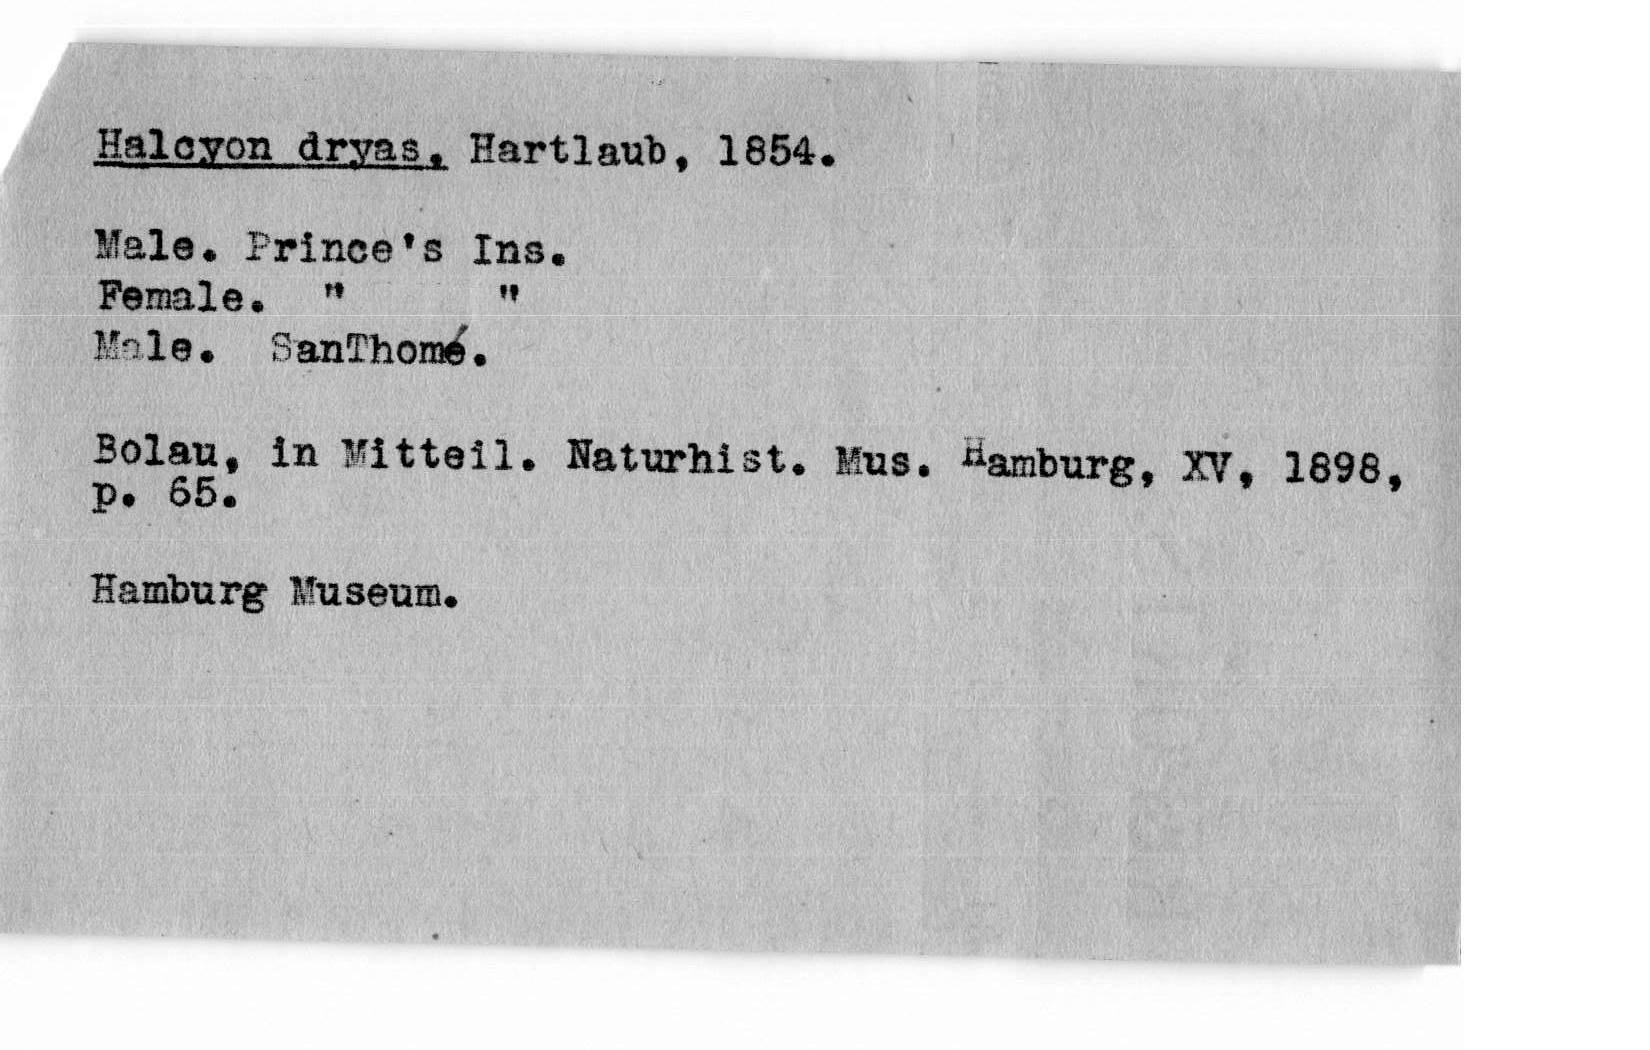 Halcyon dryas, Hartlaub, 1854.
Male. Prince's Ins.
Female. " "
Male. SanThomé.
Bolau, in Mitteil. Naturhist. Mus. Hamburg, XV, 1898,
p. 65.
Hamburg Museum.